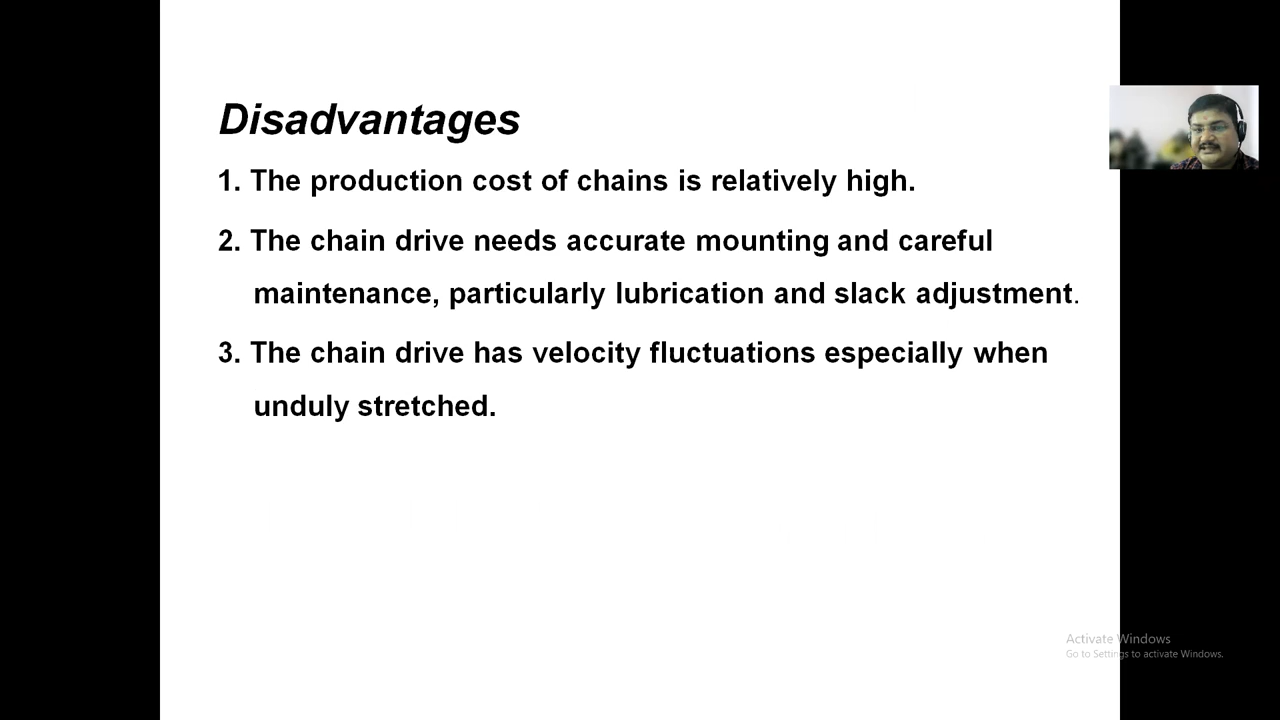 Disadvantages
1. The production cost of chains is relatively high.
2. The chain drive needs accurate mounting and careful
maintenance, particularly lubrication and slack adjustment.
3. The chain drive has velocity fluctuations especially when
unduly stretched.
Activate Windows
Go to Settings to activate Windows.